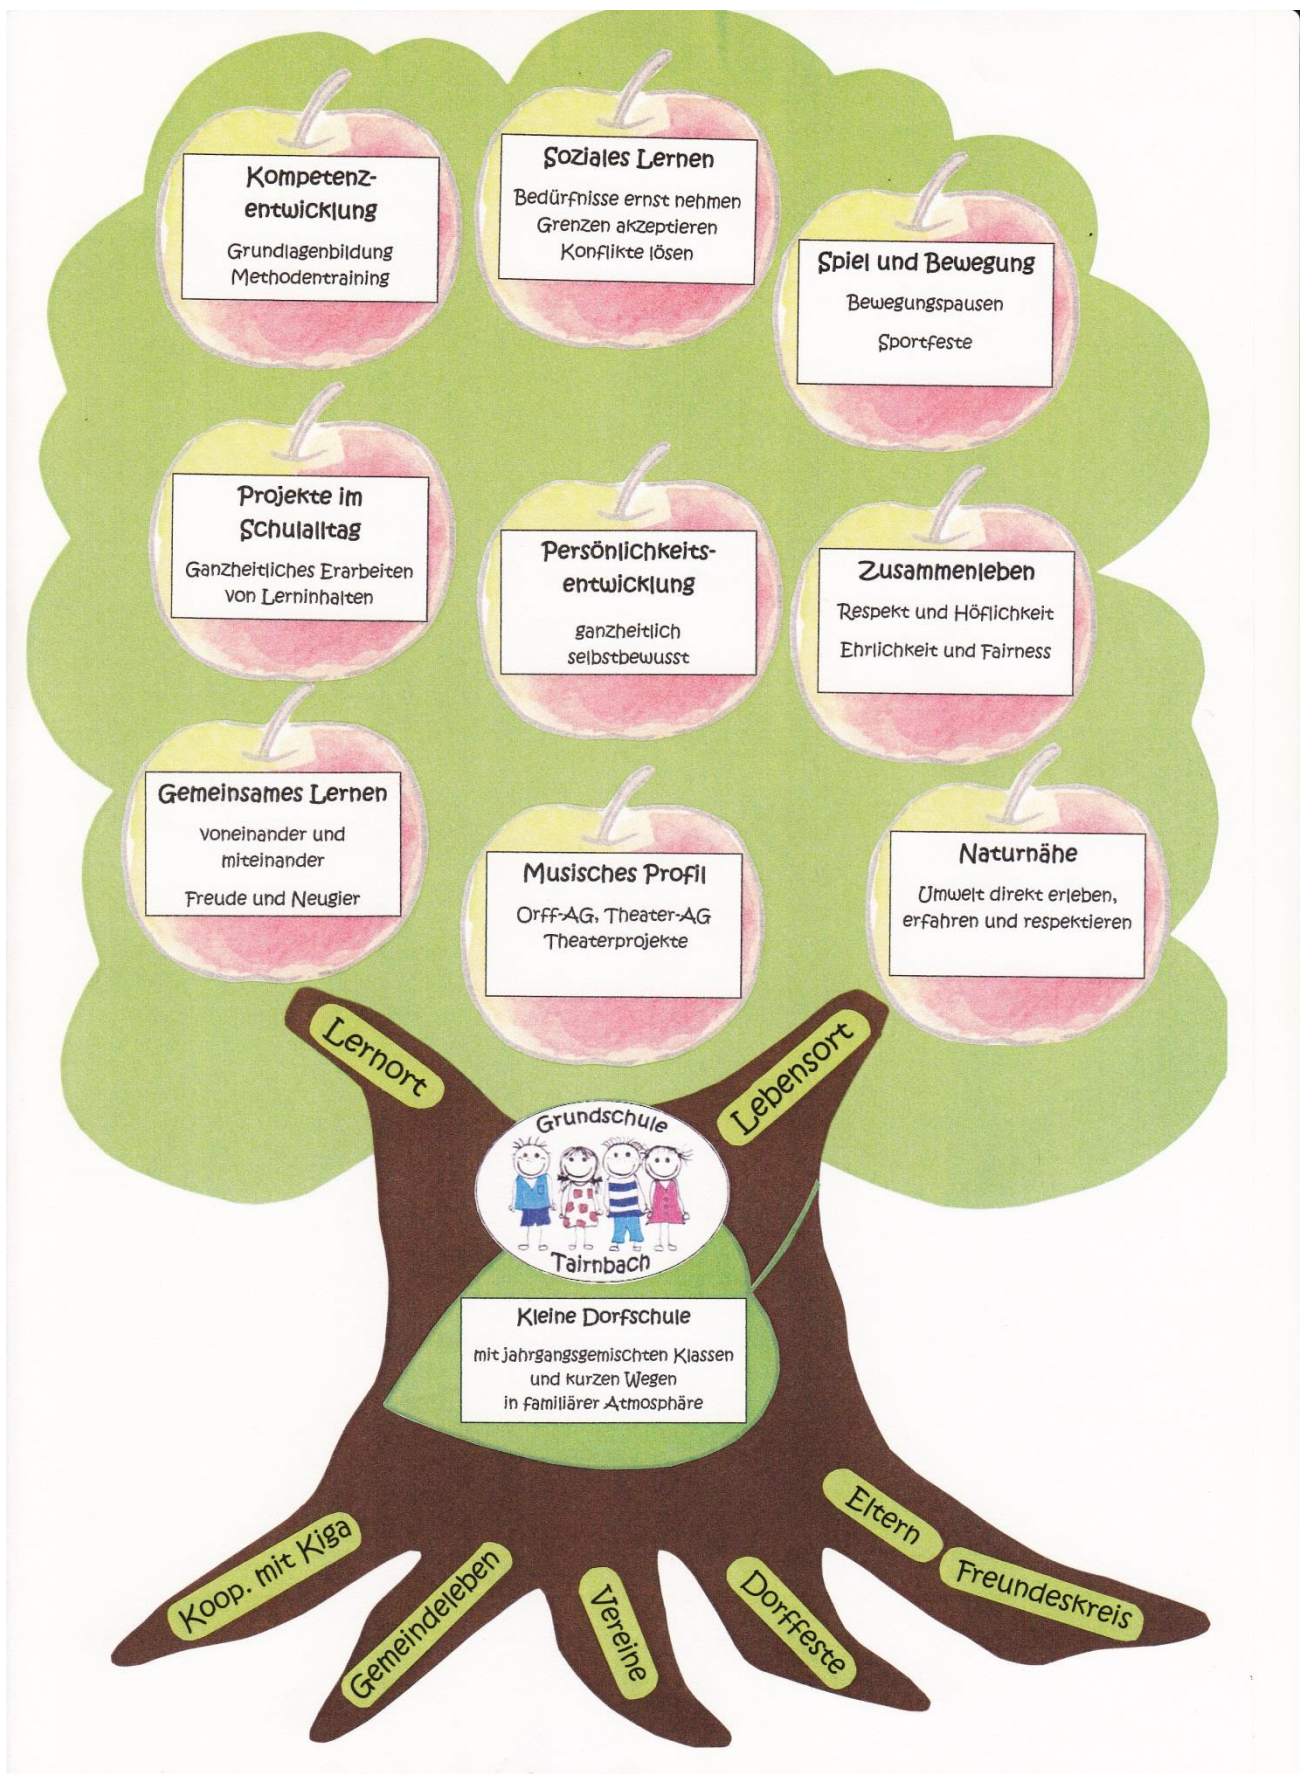 Kompetenz-
entwicklung
Grundlagenbildung
Methodentraining
Soziales Lernen
Bedürfnisse ernst nehmen
Grenzen akzeptieren
Konflikte lösen
Spiel und Bewegung
Bewegungspausen
Sportfeste
Projekte im
Schulalltag
Ganzheitliches Erarbeiten
von Lerninhalten
Persönlichkeits-
entwicklung
ganzheitlich
selbstbewusst
Zusammenleben
Respekt und Höflichkeit
Ehrlichkeit und Fairness
Gemeinsames Lernen
voneinander und
miteinander
Freude und Neugier
Musisches Profil
Orff-AG, Theater-AG
Theaterprojekte
Naturnähe
Umwelt direkt erleben,
erfahren und respektieren
Lernort
Lebensort
Grundschule
Tairnbach
Kleine Dorfschule
mit jahrgangsgemischten Klassen
und kurzen Wegen
in familiärer Atmosphäre
Koop. mit Kiga
Gemeindeleben
Vereine
Dorffeste
Eltern
Freundeskreis